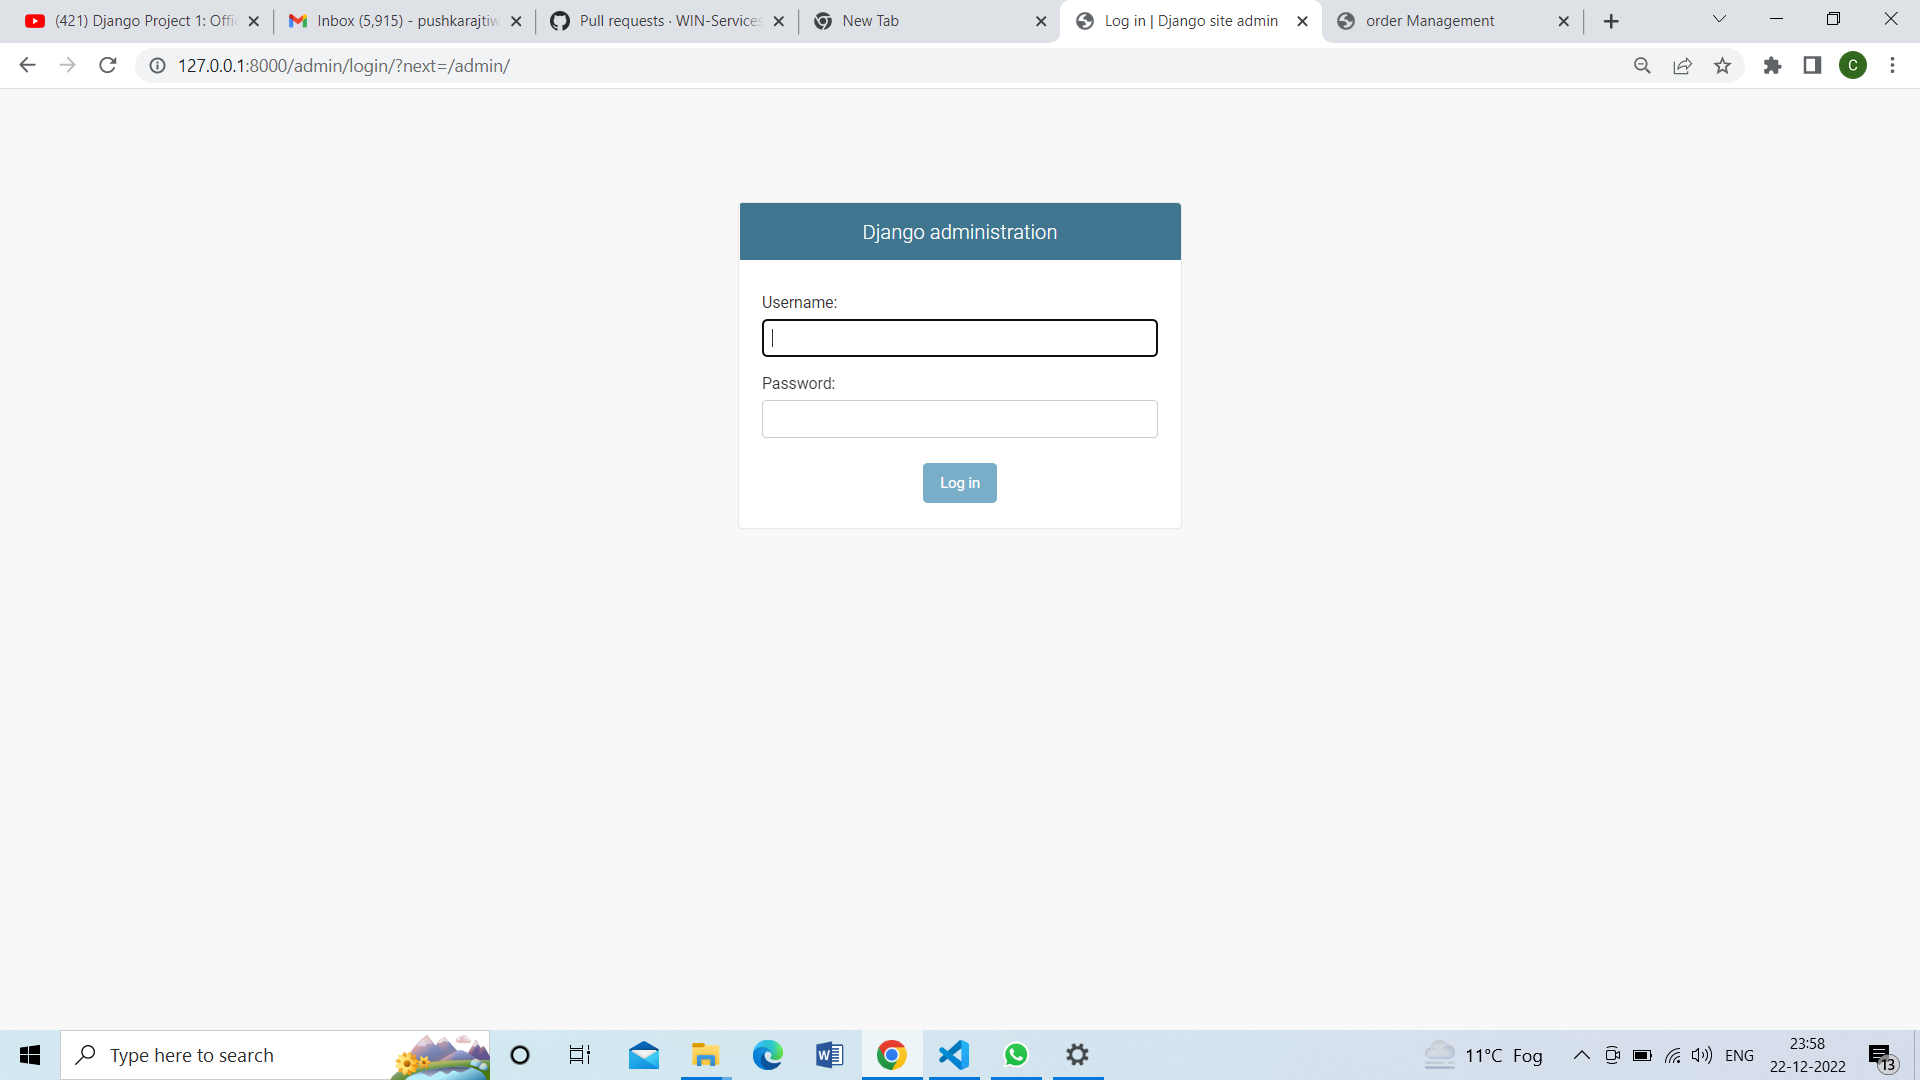 (421) Django Project 1: Offi
Inbox (5,915) - pushkarajtiw
Pull requests · WIN-Services
New Tab
Log in | Django site admin
order Management
127.0.0.1:8000/admin/login/?next=/admin/
C
Django administration
Username:
Password:
Log in
Type here to search
11°C Fog
ENG
23:58
22-12-2022
13